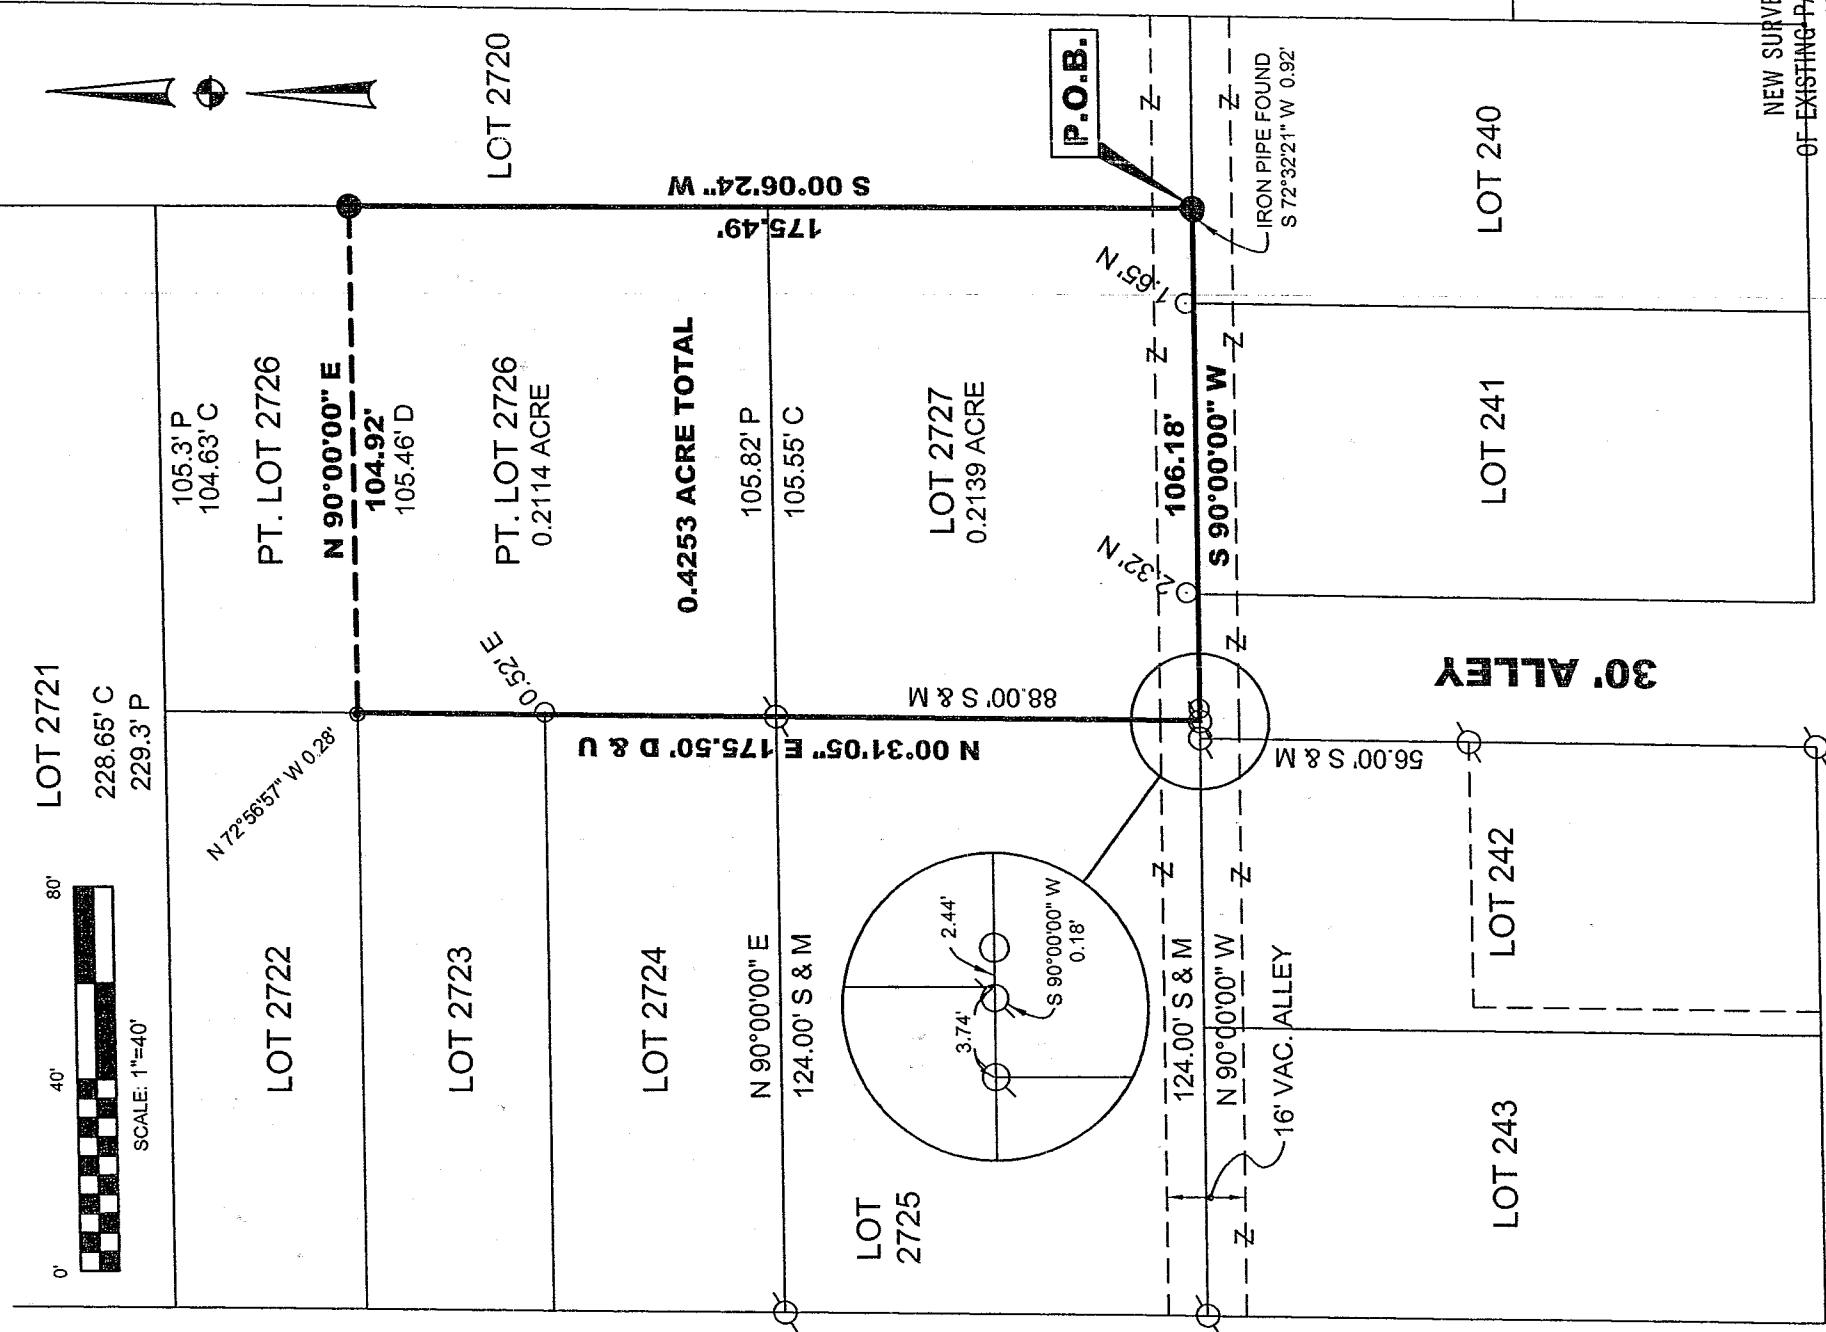 LOT 2721
228.65' C
229.3' P
0'
40'
80'
SCALE: 1"=40'
LOT 2720
105.3' P
104.63' C
PT. LOT 2726
N 90°00'00" E
104.92'
105.46' D
N 72°56'57" W 0.28'
PT. LOT 2726
0.2114 ACRE
0.52' E
0.4253 ACRE TOTAL
S 00°06'24" W
175.49'
P.O.B.
IRON PIPE FOUND
S 72°32'21" W 0.92'
105.82' P
105.55' C
LOT 2727
0.2139 ACRE
88.00' S & M
N 00°31'05" E 175.50' D & U
LOT 2722
LOT 2723
LOT 2724
N 90°00'00" E
124.00' S & M
LOT
2725
2.44'
3.74'
S 90°00'00" W
0.18'
2.32' N
1.65' N
106.18'
S 90°00'00" W
124.00' S & M
N 90°00'00" W
16' VAC. ALLEY
56.00' S & M
30' ALLEY
LOT 240
LOT 241
LOT 242
LOT 243
NEW
OF EXISTING